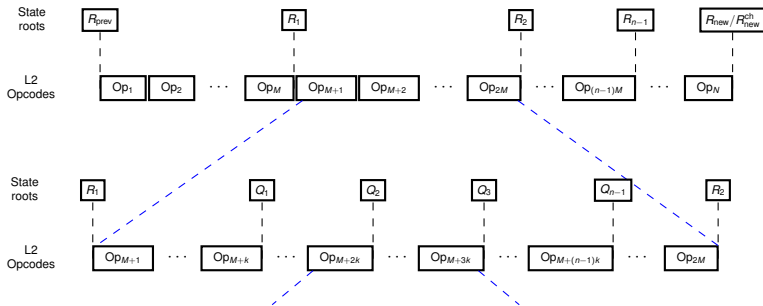 State roots R_prev R_1 R_2 R_{n−1} R_new/R_new^ch
L2 Opcodes Op_1 Op_2 ··· Op_M Op_{M+1} Op_{M+2} ··· Op_{2M} ··· Op_{(n−1)M} ··· Op_N
State roots R_1 Q_1 Q_2 Q_3 Q_{n−1} R_2
L2 Opcodes Op_{M+1} ··· Op_{M+k} ··· Op_{M+2k} ··· Op_{M+3k} ··· Op_{M+(n−1)k} ··· Op_{2M}